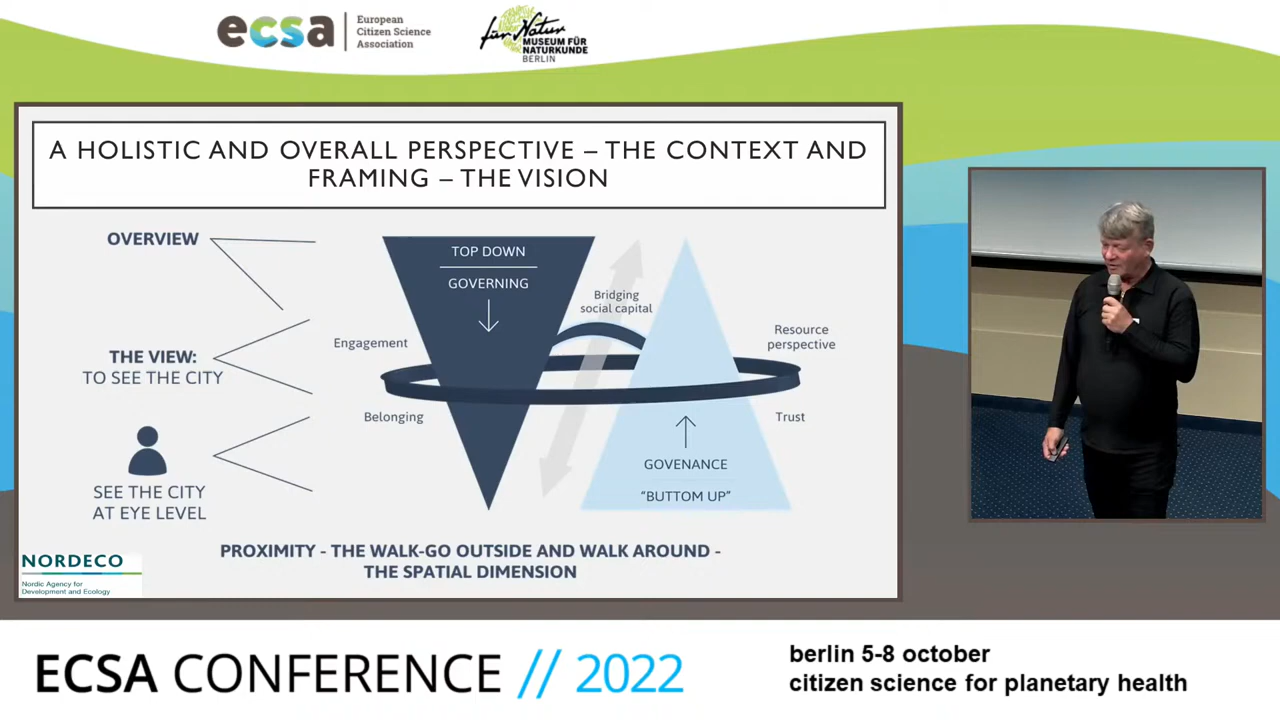 ecsa
European
Citizen Science
Association
für Natur
MUSEUM FÜR
NATURKUNDE
BERLIN
A HOLISTIC AND OVERALL PERSPECTIVE – THE CONTEXT AND
FRAMING – THE VISION
OVERVIEW
THE VIEW:
TO SEE THE CITY
SEE THE CITY
AT EYE LEVEL
TOP DOWN
GOVERNING
Bridging
social capital
Engagement
Resource
perspective
Belonging
Trust
GOVENANCE
“BUTTOM UP”
PROXIMITY - THE WALK-GO OUTSIDE AND WALK AROUND -
THE SPATIAL DIMENSION
NORDECO
Nordic Agency for
Development and Ecology
ECSA CONFERENCE // 2022
berlin 5-8 october
citizen science for planetary health